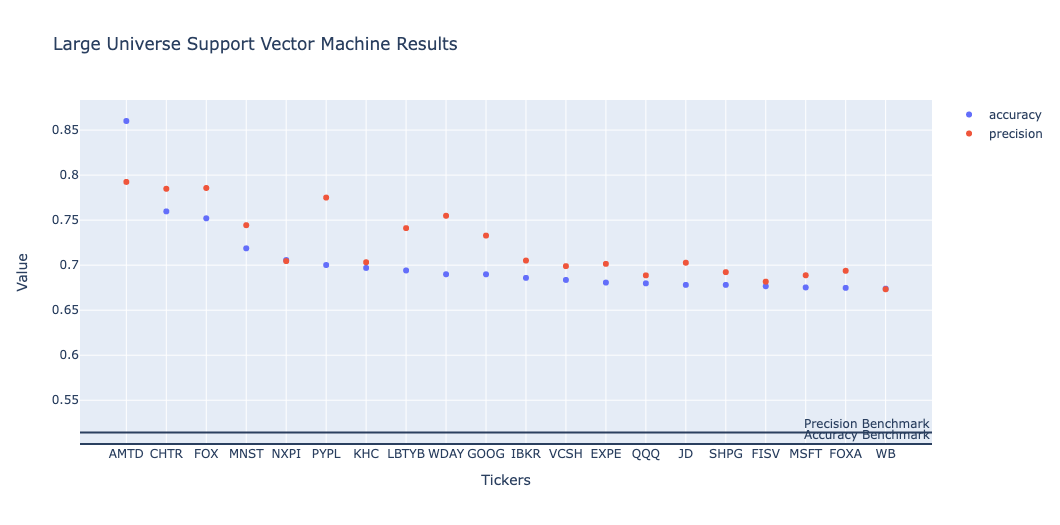 Large Universe Support Vector Machine Results
accuracy
precision
0.85
0.8
0.75
0.7
0.65
0.6
0.55
Value
Precision Benchmark
Accuracy Benchmark
AMTD CHTR FOX MNST NXPI PYPL KHC LBTYB WDAY GOOG IBKR VCSH EXPE QQQ JD SHPG FISV MSFT FOXA WB
Tickers